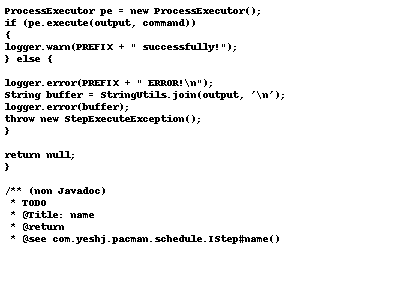 ProcessExecutor pe = new ProcessExecutor();
if (pe.execute(output, command))
{
logger.warn(PREFIX + " successfully!");
} else {

logger.error(PREFIX + " ERROR!\n");
String buffer = StringUtils.join(output, '\n');
logger.error(buffer);
throw new StepExecuteException();
}

return null;
}

/** (non Javadoc)
 * TODO
 * @Title: name
 * @return
 * @see com.yeshj.pacman.schedule.IStep#name()